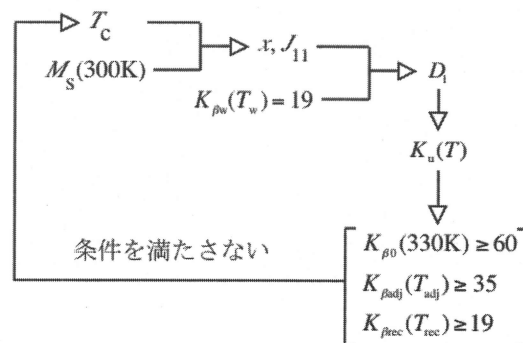 T_C
M_S(300K)
x, J_11
K_βw(T_w) = 19
D_i
K_u(T)
条件を満たさない
K_β0(330K) ≥ 60
K_βadj(T_adj) ≥ 35
K_βrec(T_rec) ≥ 19